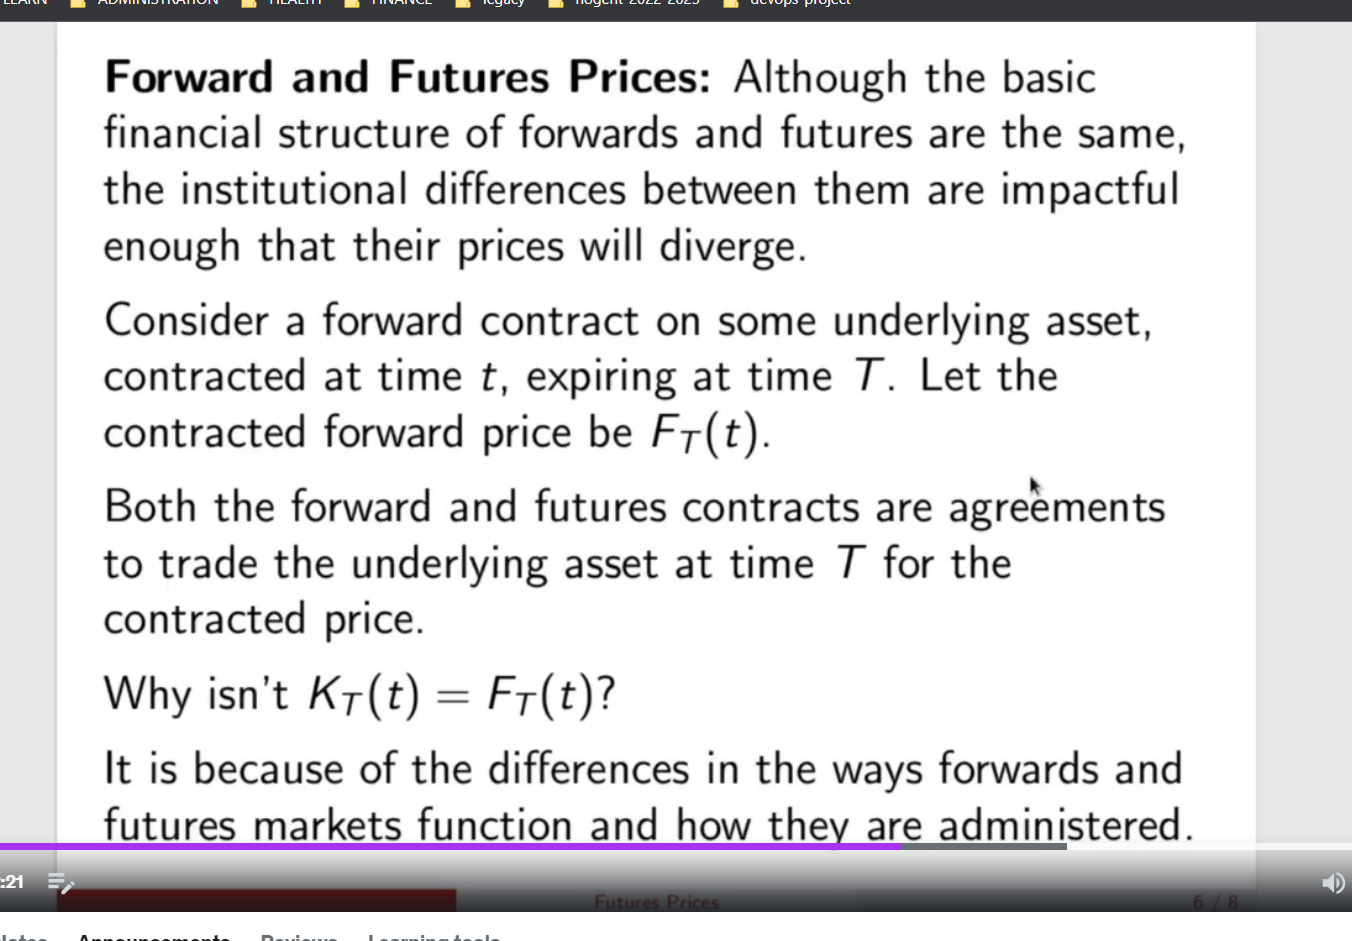 LEARN ADMINISTRATION HEALTH FINANCE legacy hogent-2022-2023 devops-project
Forward and Futures Prices: Although the basic
financial structure of forwards and futures are the same,
the institutional differences between them are impactful
enough that their prices will diverge.
Consider a forward contract on some underlying asset,
contracted at time t, expiring at time T. Let the
contracted forward price be F_T(t).
Both the forward and futures contracts are agreements
to trade the underlying asset at time T for the
contracted price.
Why isn't K_T(t) = F_T(t)?
It is because of the differences in the ways forwards and
futures markets function and how they are administered.
:21
Futures Prices 6 / 8
Announcements Reviews Learning tools